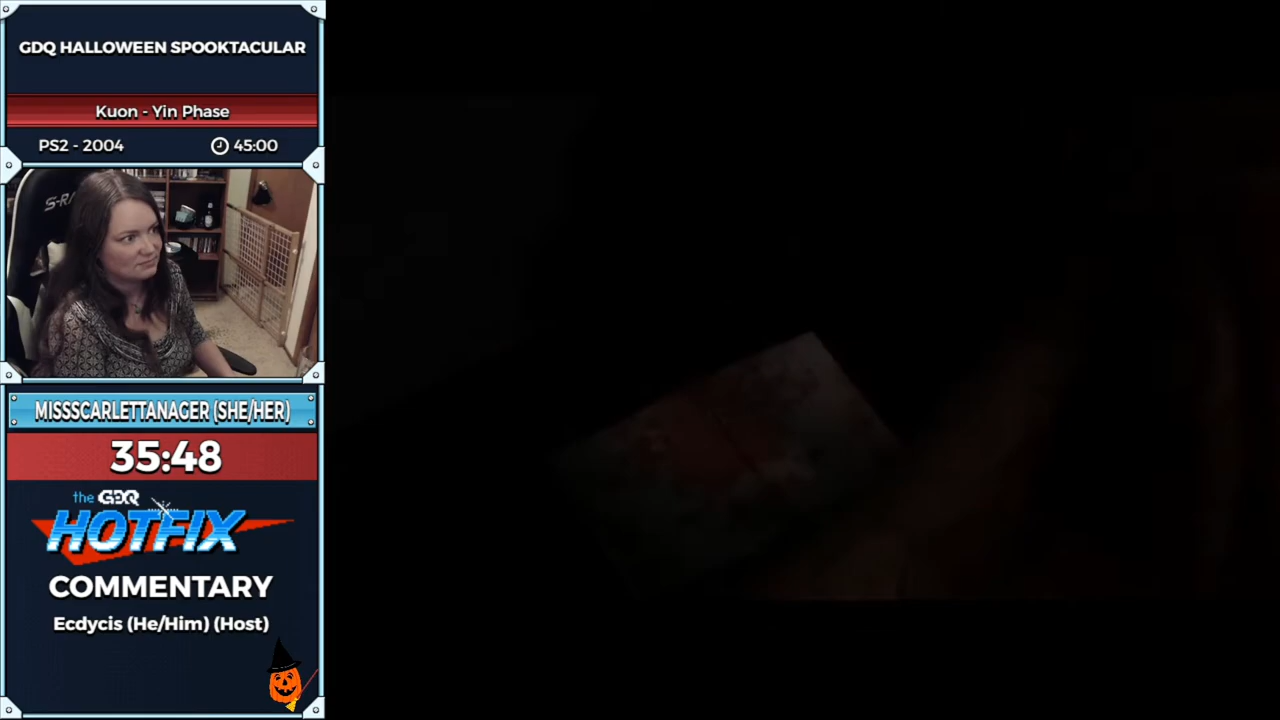 GDQ HALLOWEEN SPOOKTACULAR
Kuon - Yin Phase
PS2 - 2004 45:00
S-RA
MISSSCARLETTANAGER (SHE/HER)
35:48
the GDQ
HOTFIX
COMMENTARY
Ecdycis (He/Him) (Host)